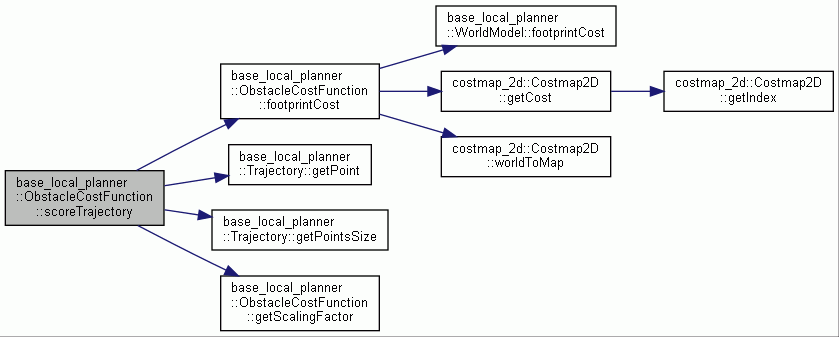 base_local_planner
::WorldModel::footprintCost
base_local_planner
::ObstacleCostFunction
::footprintCost
costmap_2d::Costmap2D
::getCost
costmap_2d::Costmap2D
::getIndex
costmap_2d::Costmap2D
::worldToMap
base_local_planner
::Trajectory::getPoint
base_local_planner
::ObstacleCostFunction
::scoreTrajectory
base_local_planner
::Trajectory::getPointsSize
base_local_planner
::ObstacleCostFunction
::getScalingFactor